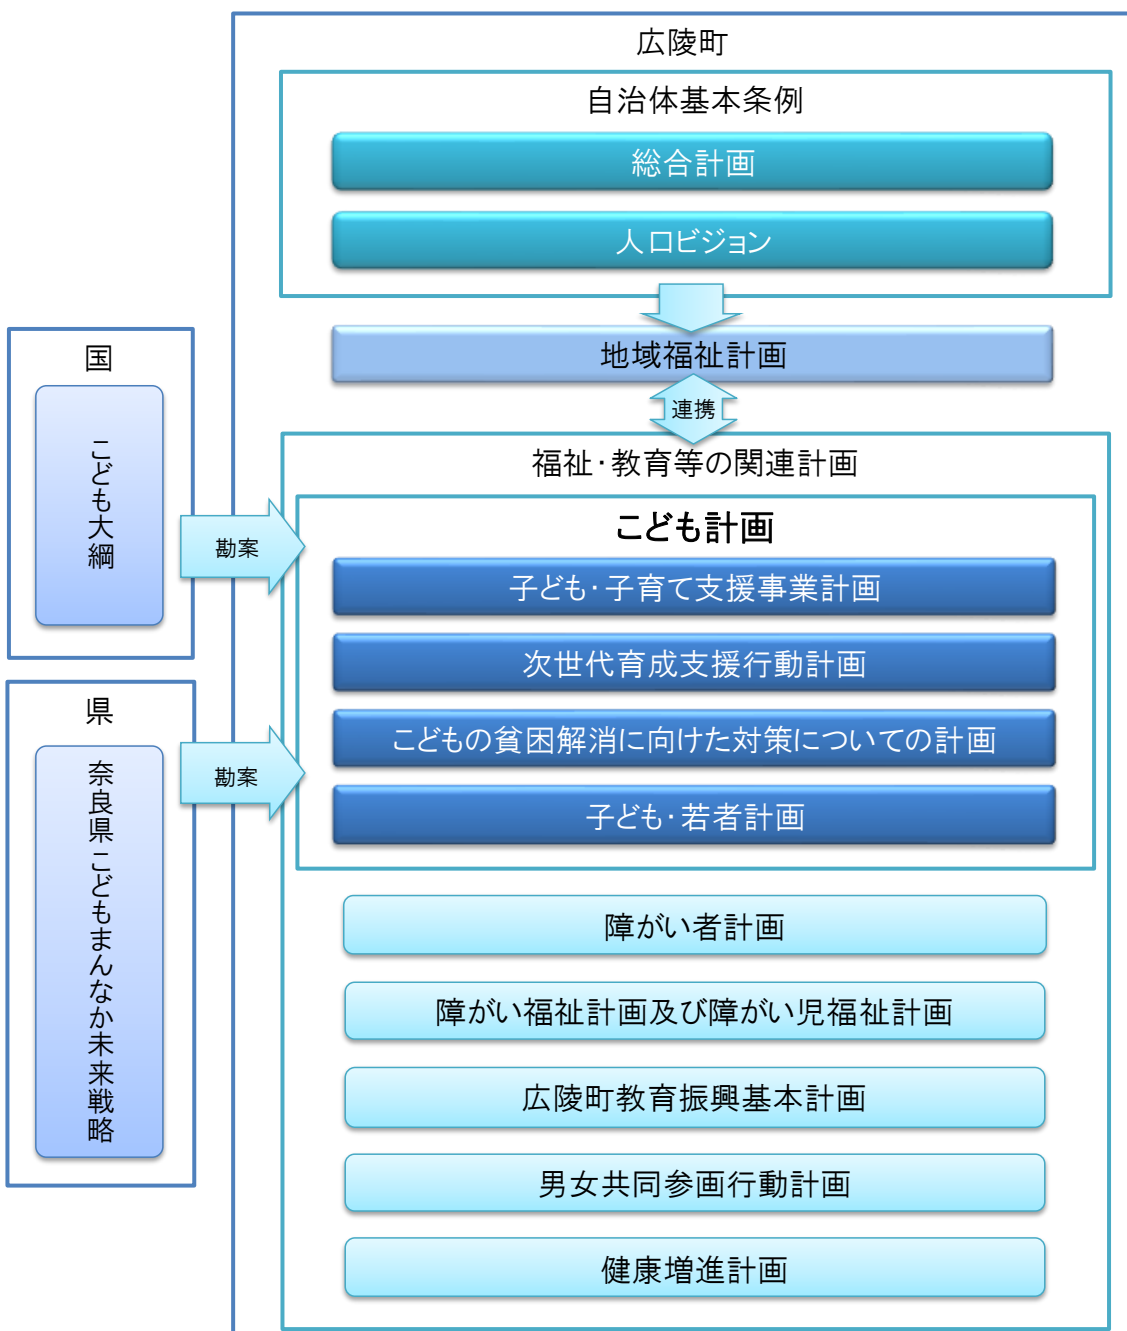 広陵町
自治体基本条例
総合計画
人口ビジョン
地域福祉計画
連携
国
こども大綱
勘案
県
奈良県こどもまんなか未来戦略
勘案
福祉・教育等の関連計画
こども計画
子ども・子育て支援事業計画
次世代育成支援行動計画
こどもの貧困解消に向けた対策についての計画
子ども・若者計画
障がい者計画
障がい福祉計画及び障がい児福祉計画
広陵町教育振興基本計画
男女共同参画行動計画
健康増進計画